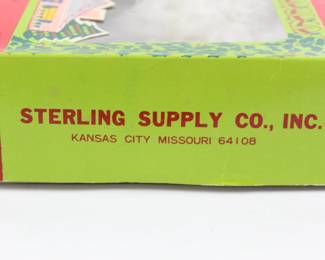 STERLING SUPPLY CO., INC.
KANSAS CITY MISSOURI 64108